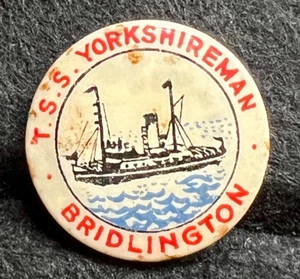 · T.S.S. YORKSHIREMAN ·
BRIDLINGTON